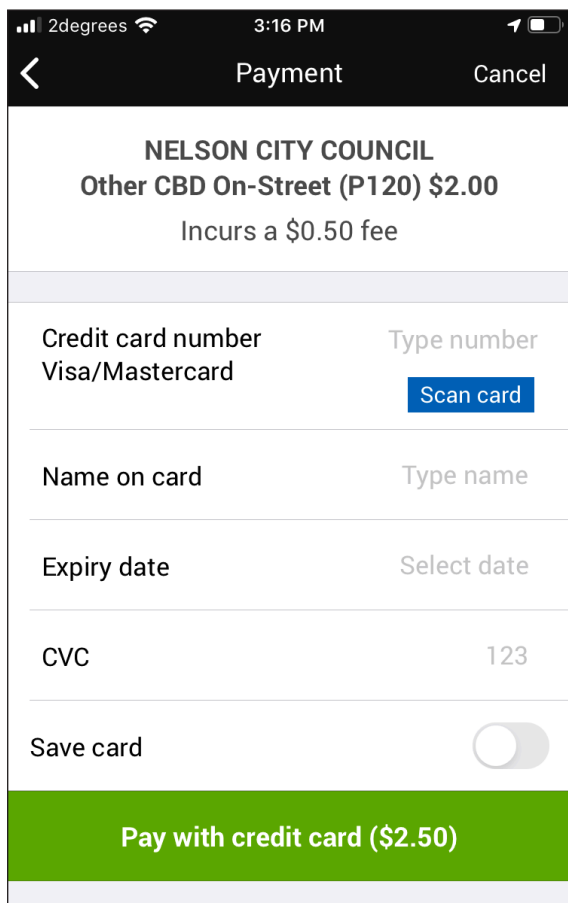 2degrees 3:16 PM
Payment Cancel
NELSON CITY COUNCIL
Other CBD On-Street (P120) $2.00
Incurs a $0.50 fee
Credit card number Type number
Visa/Mastercard
Scan card
Name on card Type name
Expiry date Select date
CVC 123
Save card
Pay with credit card ($2.50)